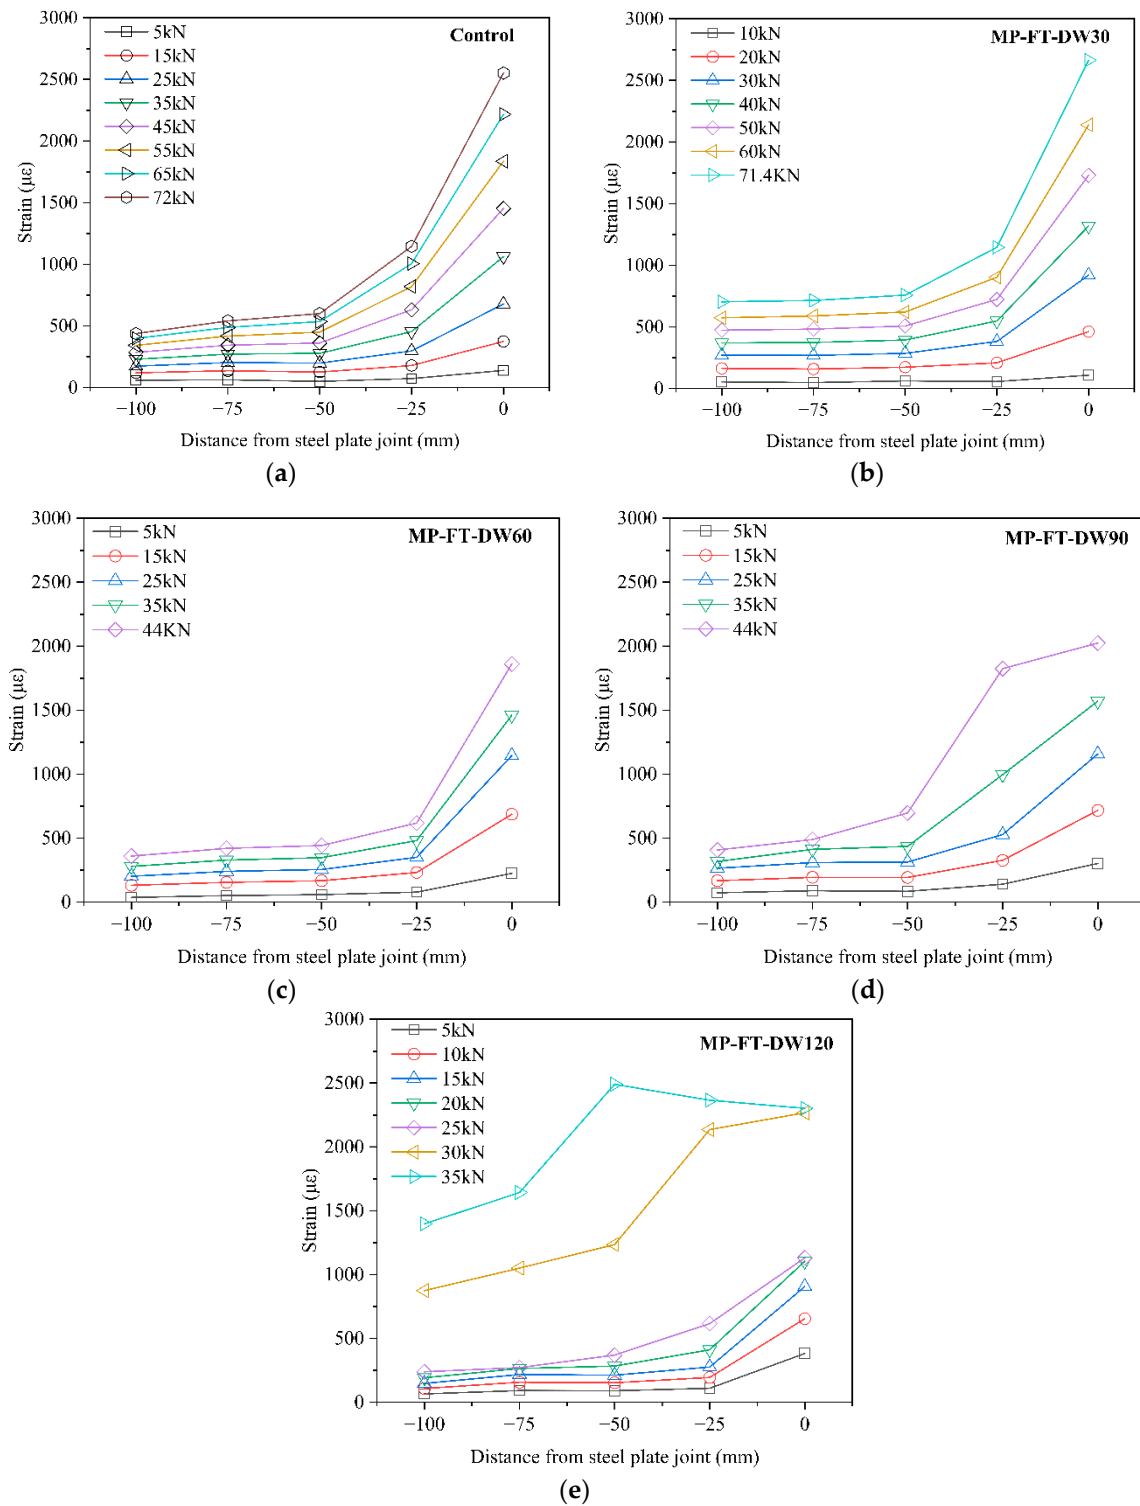 Control
5kN
15kN
25kN
35kN
45kN
55kN
65kN
72kN
3000
2500
2000
1500
1000
500
0
Strain (με)
−100 −75 −50 −25 0
Distance from steel plate joint (mm)
(a)
MP-FT-DW30
10kN
20kN
30kN
40kN
50kN
60kN
71.4KN
3000
2500
2000
1500
1000
500
0
Strain (με)
−100 −75 −50 −25 0
Distance from steel plate joint (mm)
(b)
MP-FT-DW60
5kN
15kN
25kN
35kN
44KN
3000
2500
2000
1500
1000
500
0
Strain (με)
−100 −75 −50 −25 0
Distance from steel plate joint (mm)
(c)
MP-FT-DW90
5kN
15kN
25kN
35kN
44kN
3000
2500
2000
1500
1000
500
0
Strain (με)
−100 −75 −50 −25 0
Distance from steel plate joint (mm)
(d)
MP-FT-DW120
5kN
10kN
15kN
20kN
25kN
30kN
35kN
3000
2500
2000
1500
1000
500
0
Strain (με)
−100 −75 −50 −25 0
Distance from steel plate joint (mm)
(e)